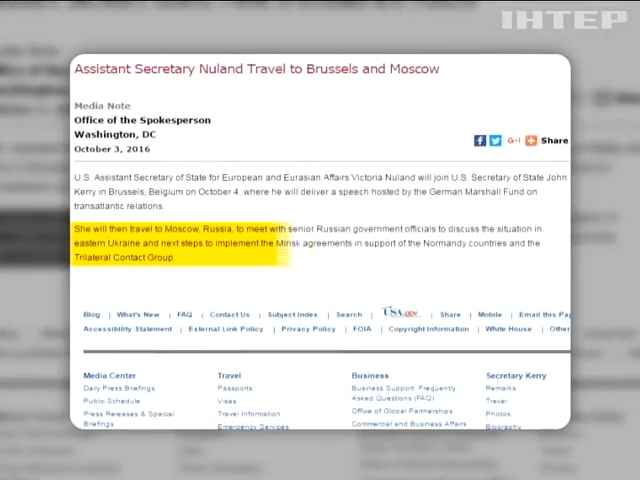 ІНТЕР
Assistant Secretary Nuland Travel to Brussels and Moscow
Media Note
Office of the Spokesperson
Washington, DC
October 3, 2016
Share
U.S. Assistant Secretary of State for European and Eurasian Affairs Victoria Nuland will join U.S. Secretary of State John
Kerry in Brussels, Belgium on October 4, where he will deliver a speech hosted by the German Marshall Fund on
transatlantic relations.
She will then travel to Moscow, Russia, to meet with senior Russian government officials to discuss the situation in
eastern Ukraine and next steps to implement the Minsk agreements in support of the Normandy countries and the
Trilateral Contact Group.
Blog | What's New | FAQ | Contact Us | Subject Index | Search | USA.gov | Share | Mobile | Email this Pag
Accessibility Statement | External Link Policy | Privacy Policy | FOIA | Copyright Information | White House | Other
Media Center Travel Business Secretary Kerry
Daily Press Briefings Passports Business Support: Frequently Remarks
Public Schedule Visas Asked Questions (FAQ) Travel
Press Releases & Special Travel Information Office of Global Partnerships Photos
Briefings Emergency Services Commercial and Business Affairs Biography